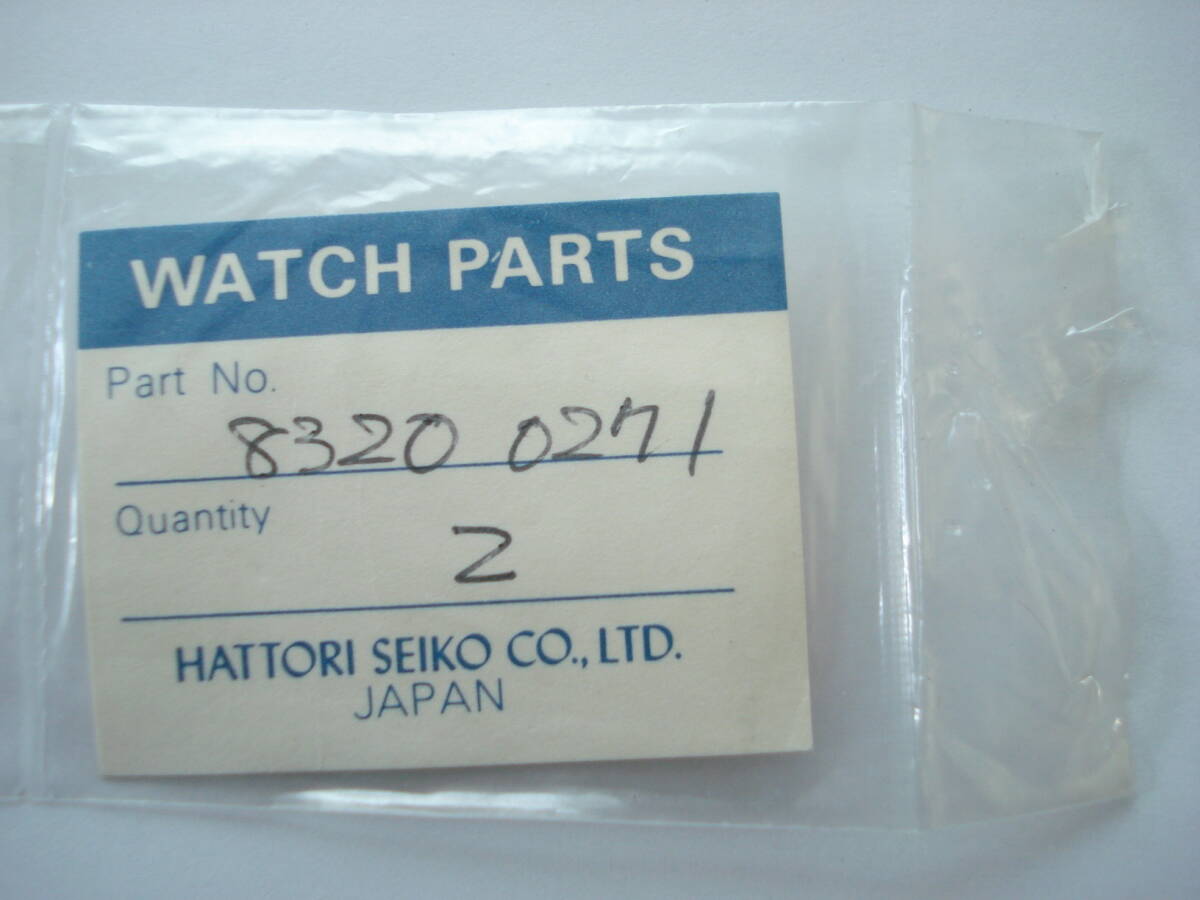 WATCH PARTS
Part No.
8320 0271
Quantity
2
HATTORI SEIKO CO., LTD.
JAPAN